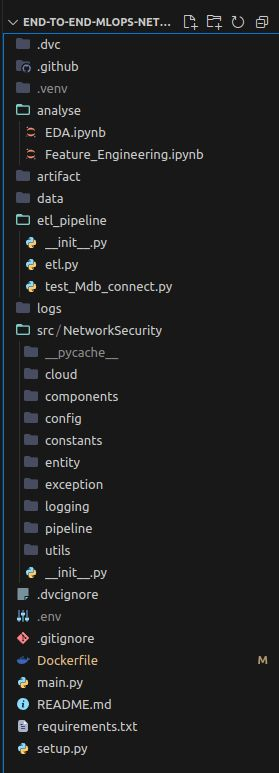 END-TO-END-MLOPS-NET...
.dvc
.github
.venv
analyse
EDA.ipynb
Feature_Engineering.ipynb
artifact
data
etl_pipeline
__init__.py
etl.py
test_Mdb_connect.py
logs
src/NetworkSecurity
__pycache__
cloud
components
config
constants
entity
exception
logging
pipeline
utils
__init__.py
.dvcignore
.env
.gitignore
Dockerfile M
main.py
README.md
requirements.txt
setup.py